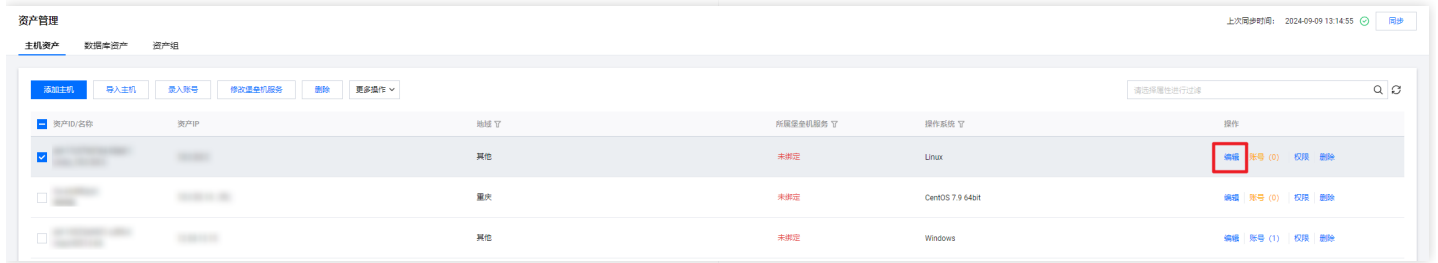 资产管理
上次同步时间： 2024-09-09 13:14:55 同步
主机资产 数据库资产 资产组
添加主机 导入主机 录入账号 修改堡垒机服务 删除 更多操作 请选择属性进行过滤
资产ID/名称 资产IP 地域 所属堡垒机服务 操作系统 操作
其他 未绑定 Linux 编辑 账号 (0) 权限 删除
重庆 未绑定 CentOS 7.9 64bit 编辑 账号 (0) 权限 删除
其他 未绑定 Windows 编辑 账号 (1) 权限 删除